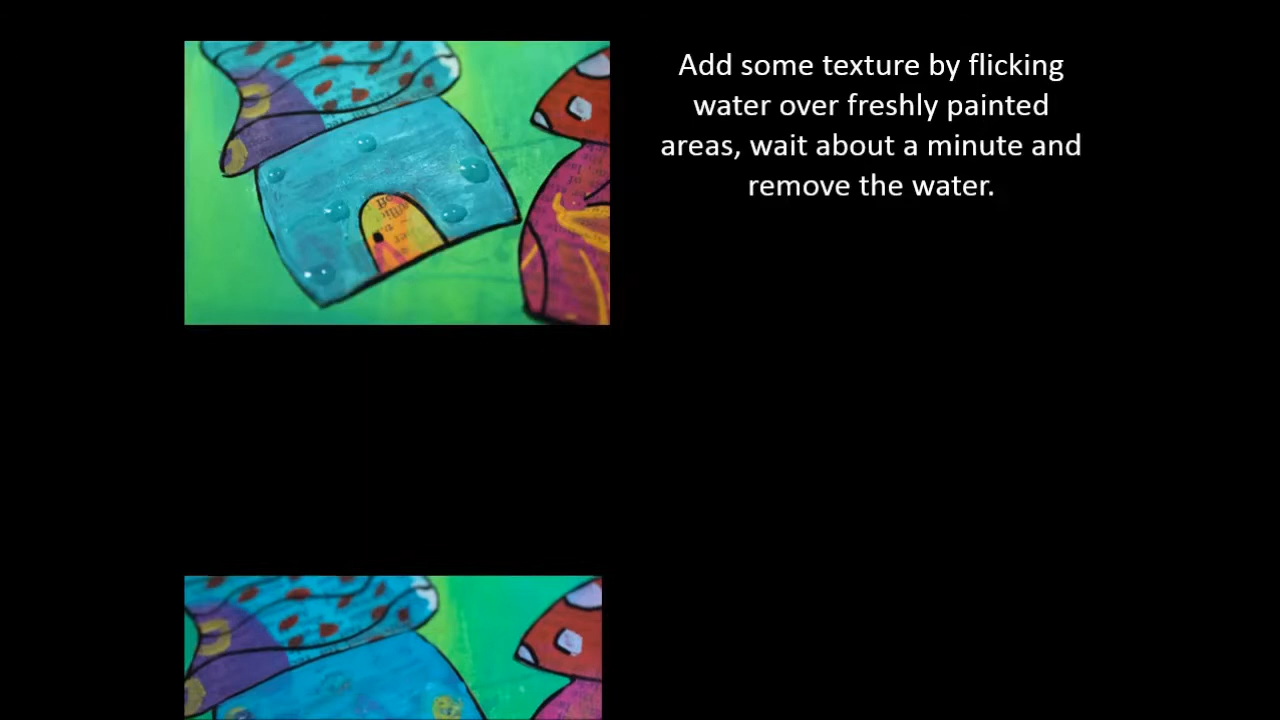 Add some texture by flicking
water over freshly painted
areas, wait about a minute and
remove the water.